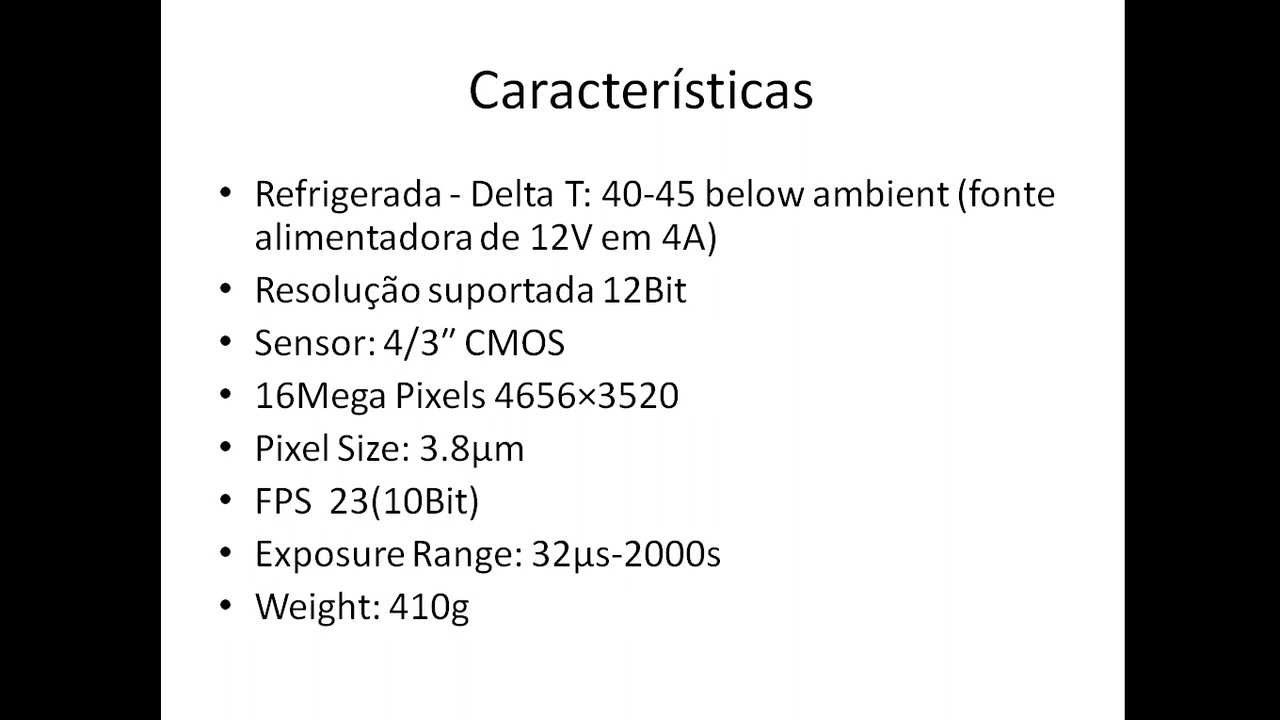 Características
• Refrigerada - Delta T: 40-45 below ambient (fonte
alimentadora de 12V em 4A)
• Resolução suportada 12Bit
• Sensor: 4/3″ CMOS
• 16Mega Pixels 4656×3520
• Pixel Size: 3.8µm
• FPS  23(10Bit)
• Exposure Range: 32µs-2000s
• Weight: 410g